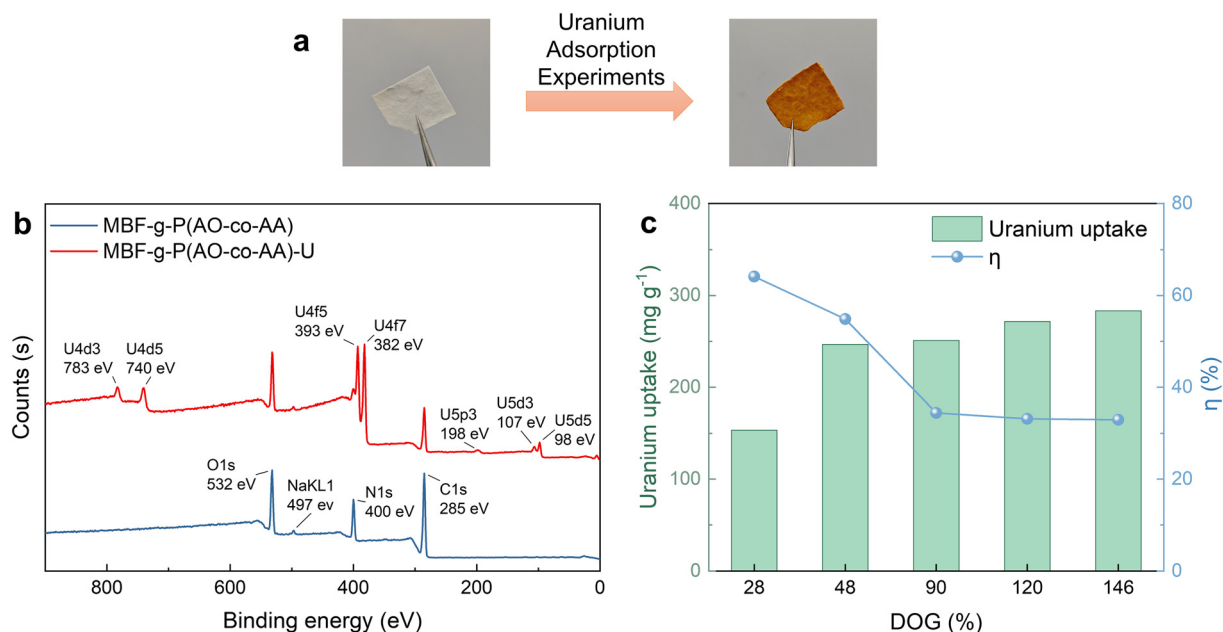 a
Uranium
Adsorption
Experiments
b
MBF-g-P(AO-co-AA)
MBF-g-P(AO-co-AA)-U
U4d3
783 eV
U4d5
740 eV
U4f5
393 eV
U4f7
382 eV
U5p3
198 eV
U5d3
107 eV
U5d5
98 eV
O1s
532 eV
NaKL1
497 ev
N1s
400 eV
C1s
285 eV
Counts (s)
800
600
400
200
0
Binding energy (eV)
c
Uranium uptake
η
400
300
200
100
0
Uranium uptake (mg g⁻¹)
80
60
40
20
0
η (%)
28
48
90
120
146
DOG (%)